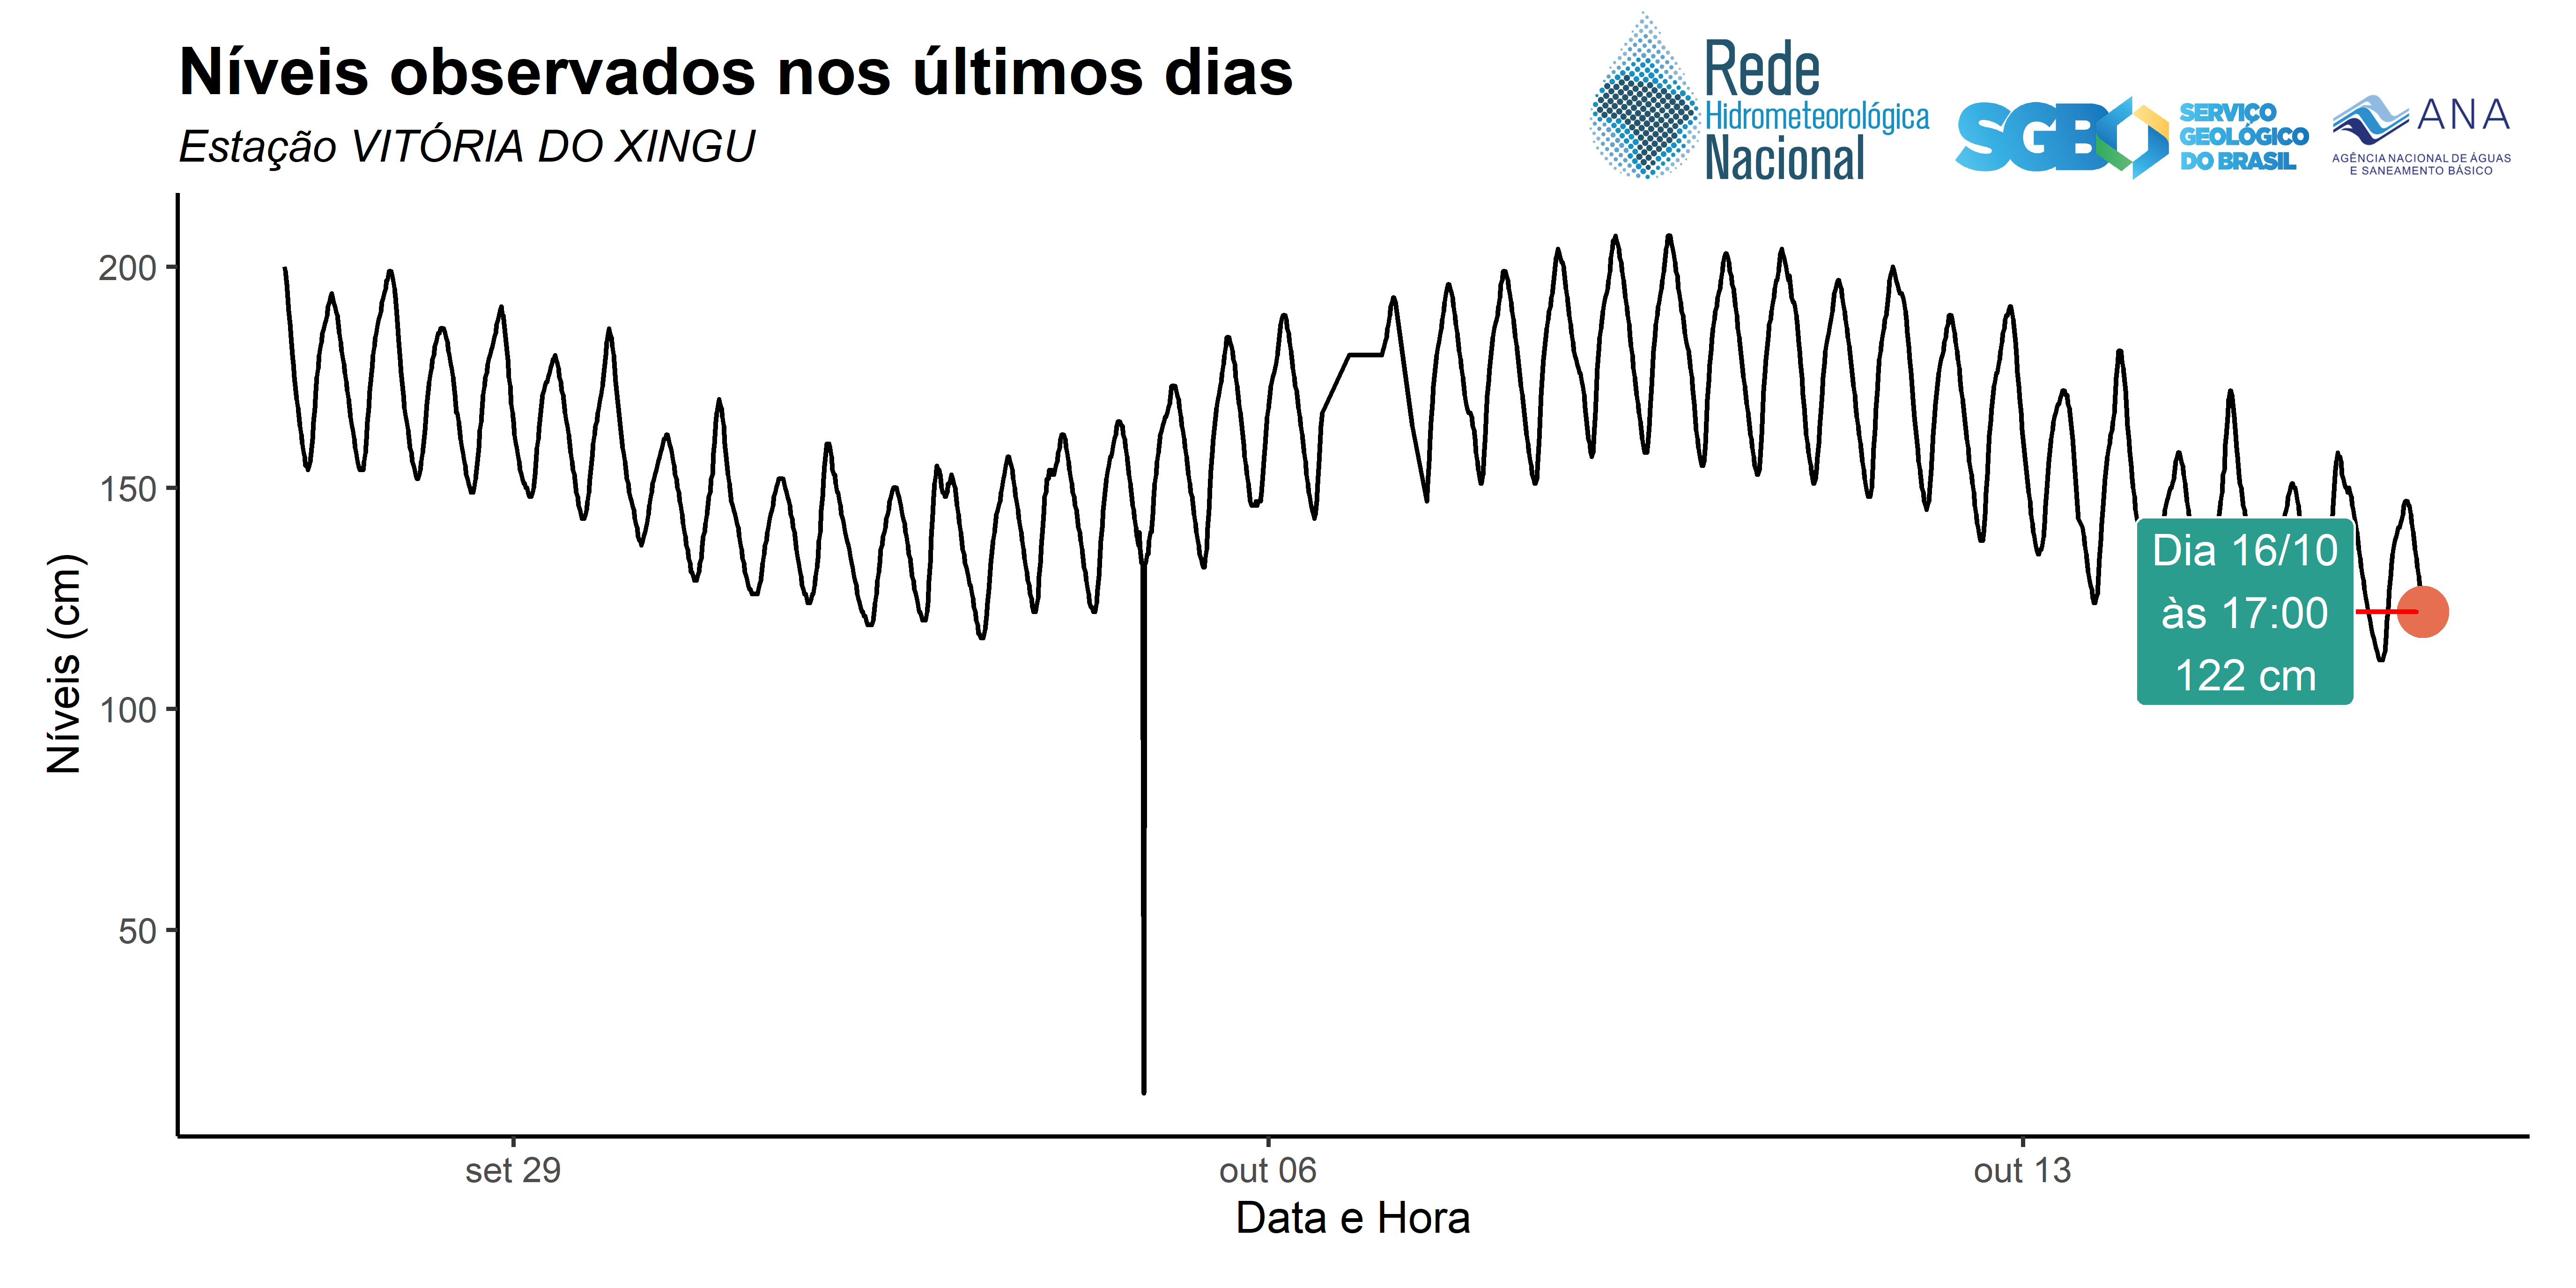 Níveis observados nos últimos dias
Estação VITÓRIA DO XINGU
Rede
Hidrometeorológica
Nacional
SGB
SERVIÇO
GEOLÓGICO
DO BRASIL
ANA
AGÊNCIA NACIONAL DE ÁGUAS
E SANEAMENTO BÁSICO
Níveis (cm)
200
150
100
50
Dia 16/10
às 17:00
122 cm
set 29
out 06
out 13
Data e Hora